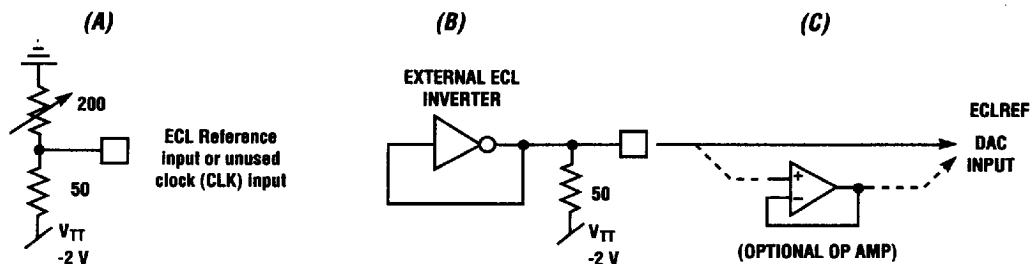 (A)
200
ECL Reference
input or unused
clock (CLK) input
50
VTT
-2 V
(B)
EXTERNAL ECL
INVERTER
50
VTT
-2 V
(C)
ECLREF
DAC
INPUT
+
−
(OPTIONAL OP AMP)